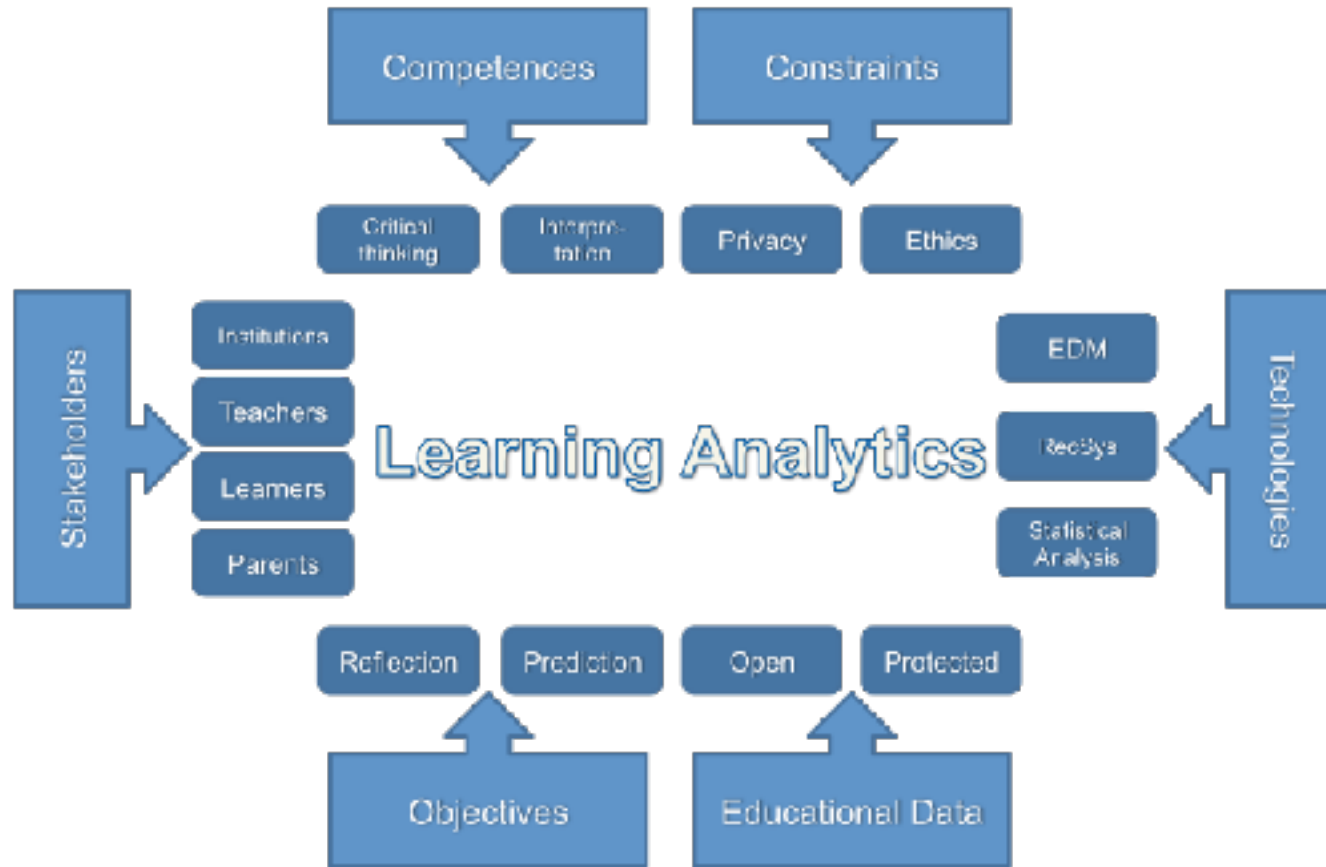 Competences
Constraints
Critical
thinking
Interpre-
tation
Privacy
Ethics
Stakeholders
Institutions
Teachers
Learners
Parents
Learning Analytics
EDM
RecSys
Statistical
Analysis
Technologies
Reflection
Prediction
Open
Protected
Objectives
Educational Data